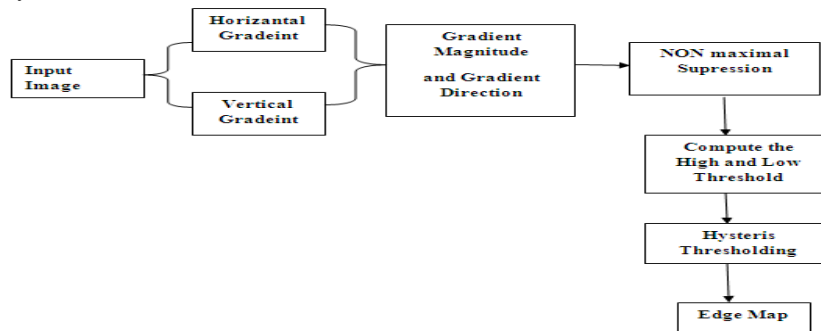 Input
Image
Horizantal
Gradeint
Vertical
Gradeint
Gradient
Magnitude
and Gradient
Direction
NON maximal
Supression
Compute the
High and Low
Threshold
Hysteris
Thresholding
Edge Map